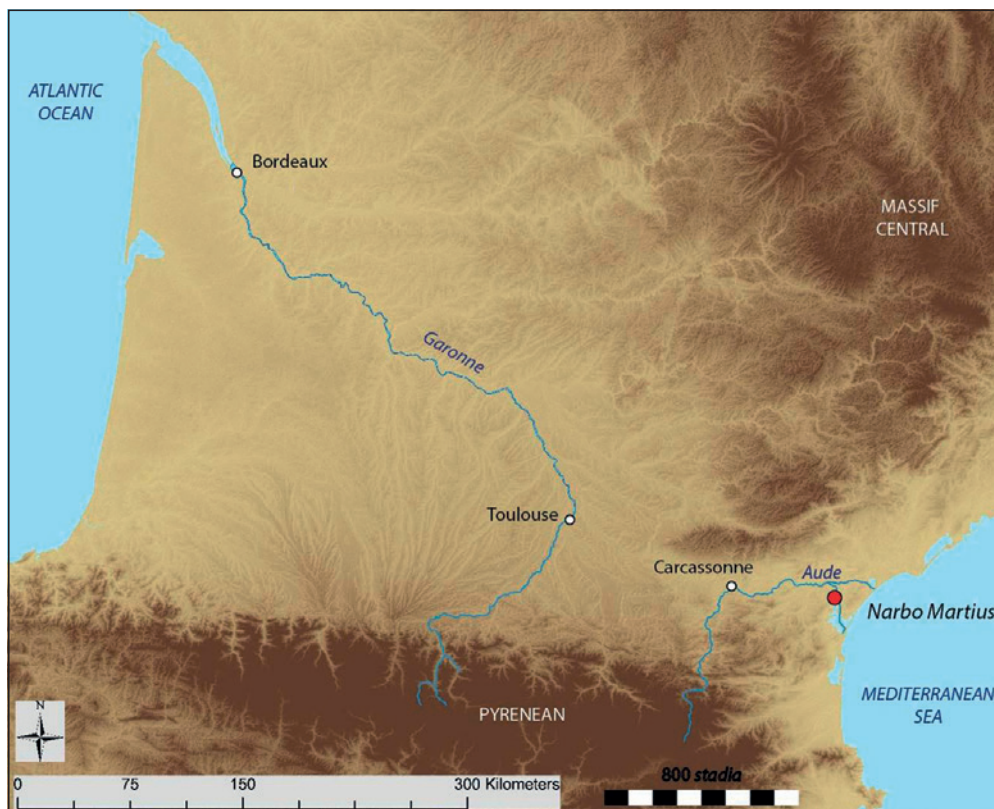 ATLANTIC
OCEAN
Bordeaux
MASSIF
CENTRAL
Garonne
Toulouse
Carcassonne
Aude
Narbo Martius
MEDITERRANEAN
SEA
PYRENEAN
N
0 75 150 300 Kilometers
800 stadia